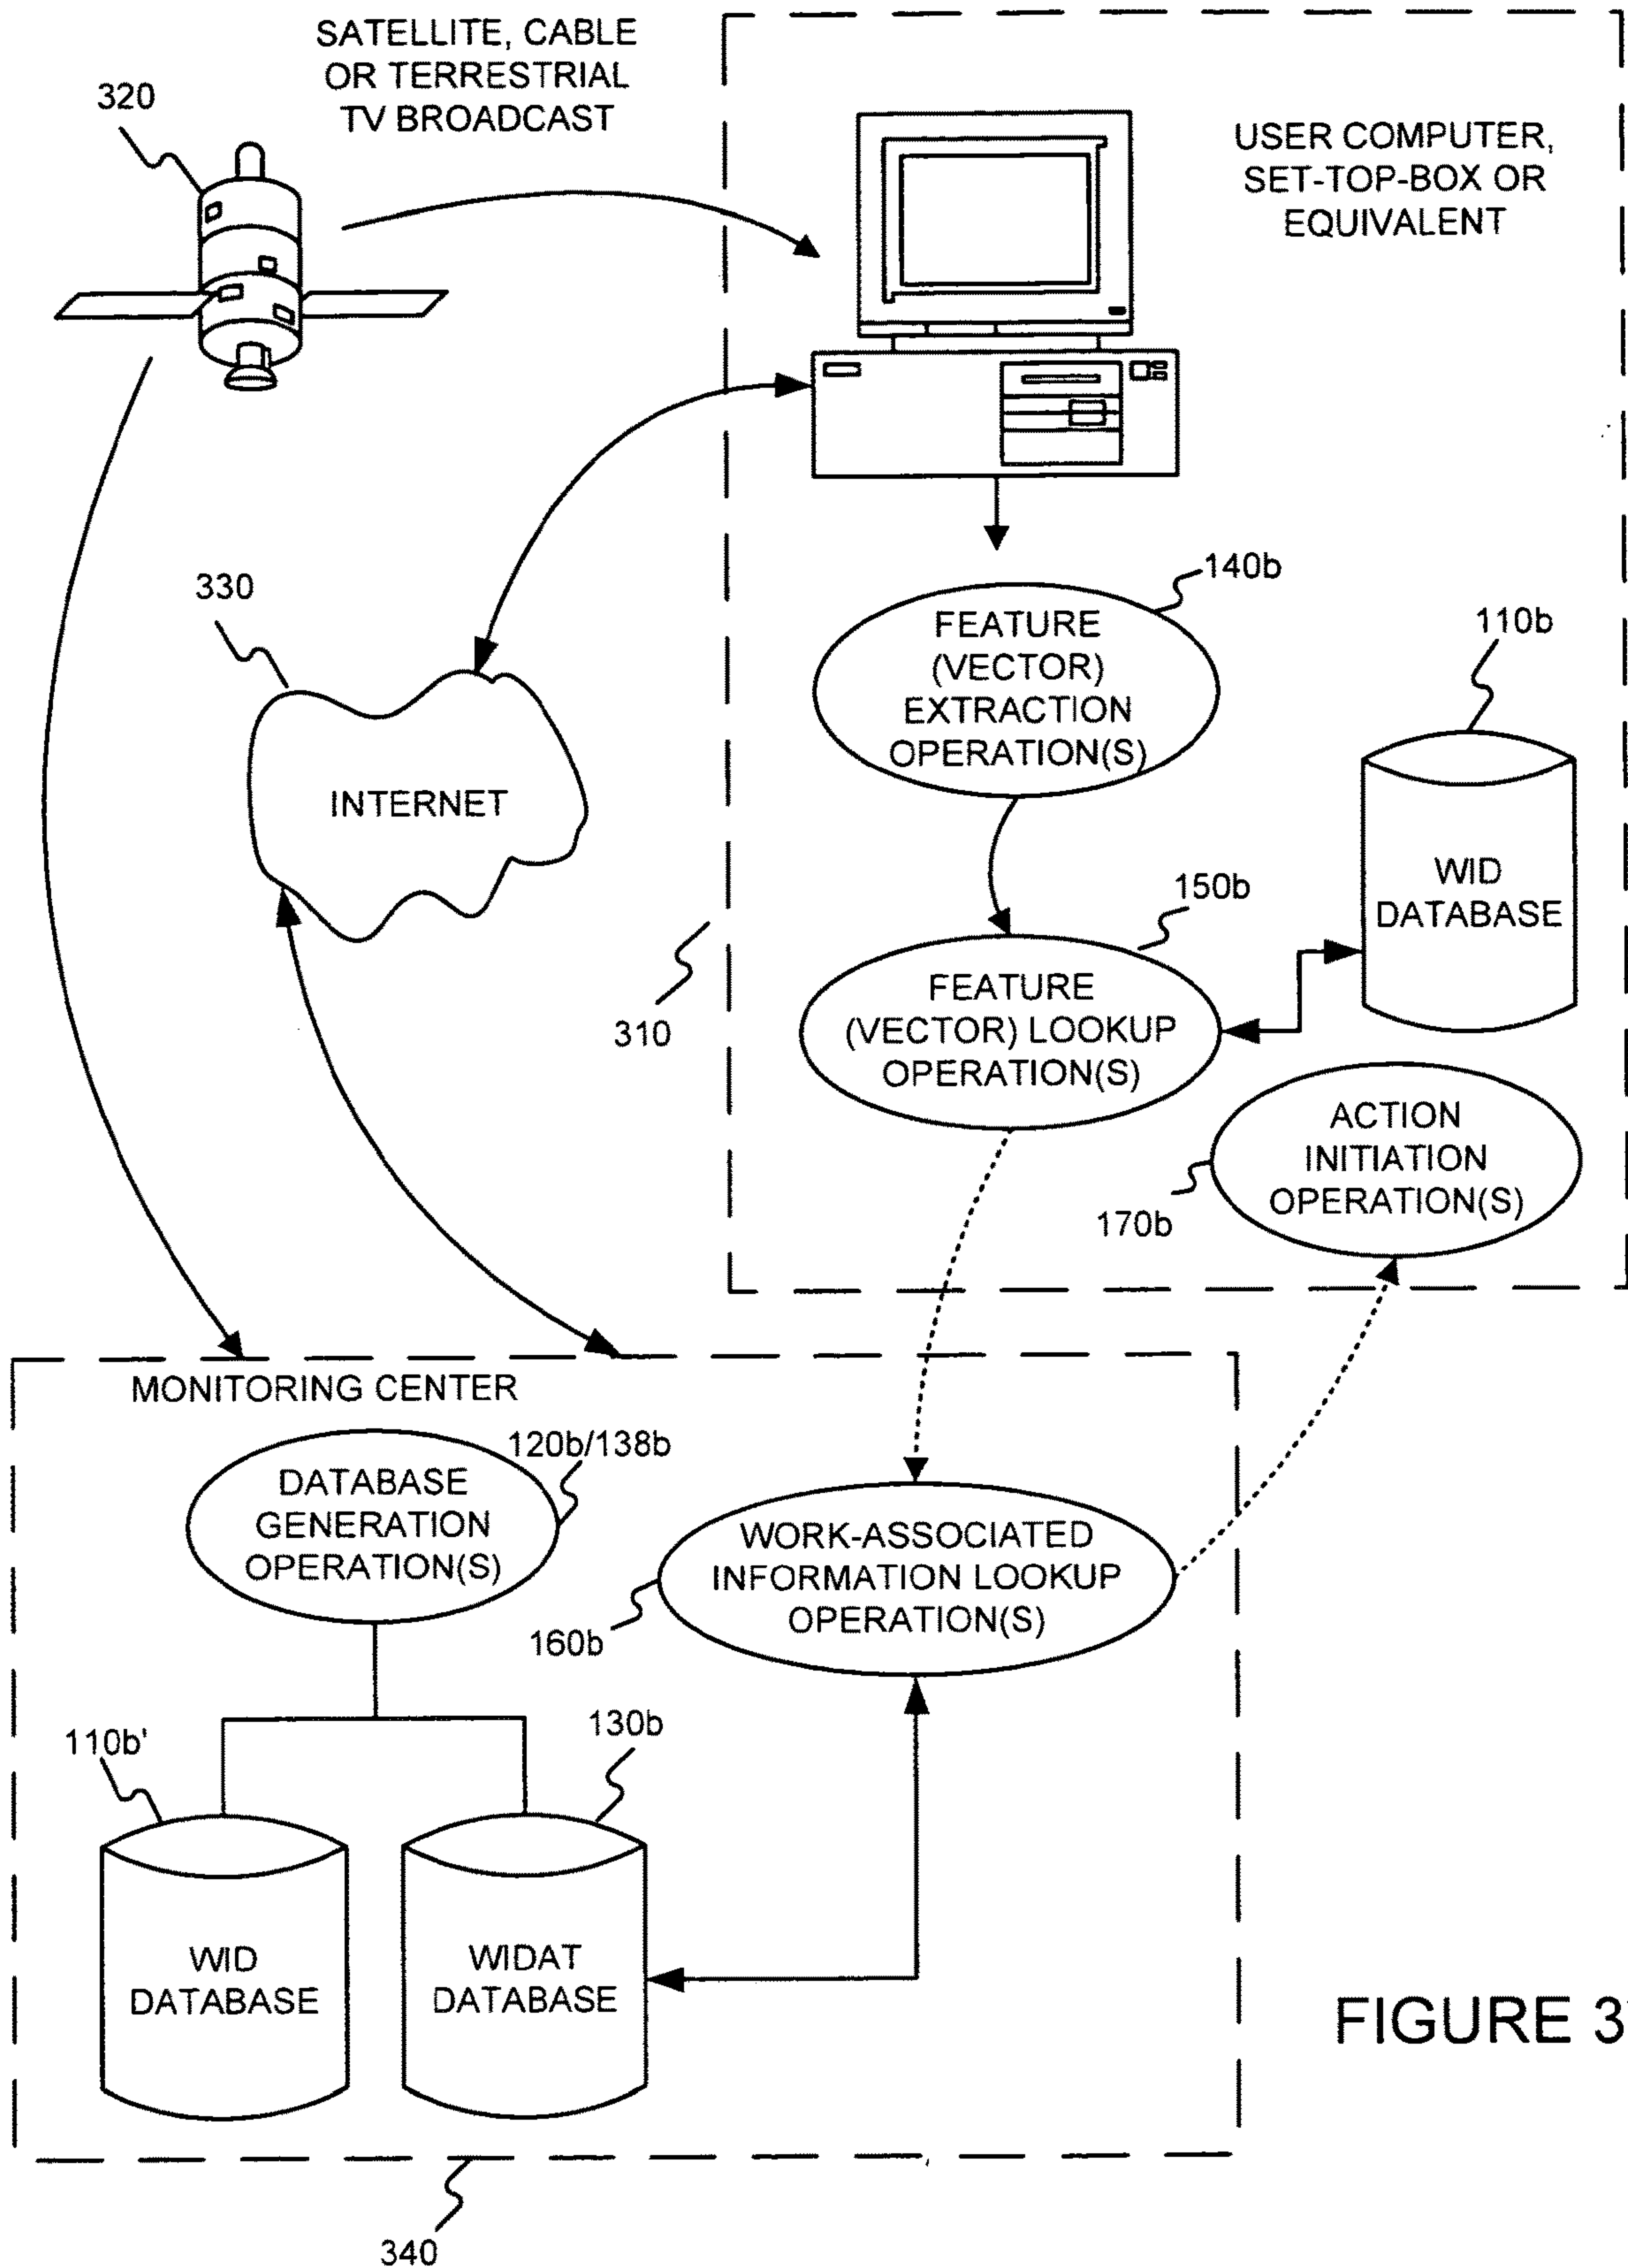 SATELLITE, CABLE
OR TERRESTRIAL
TV BROADCAST
320
USER COMPUTER,
SET-TOP-BOX OR
EQUIVALENT
330
INTERNET
140b
FEATURE
(VECTOR)
EXTRACTION
OPERATION(S)
110b
WID
DATABASE
150b
FEATURE
(VECTOR) LOOKUP
OPERATION(S)
310
ACTION
INITIATION
OPERATION(S)
170b
MONITORING CENTER
120b/138b
DATABASE
GENERATION
OPERATION(S)
WORK-ASSOCIATED
INFORMATION LOOKUP
OPERATION(S)
160b
110b'
130b
WID
DATABASE
WIDAT
DATABASE
FIGURE 3
340